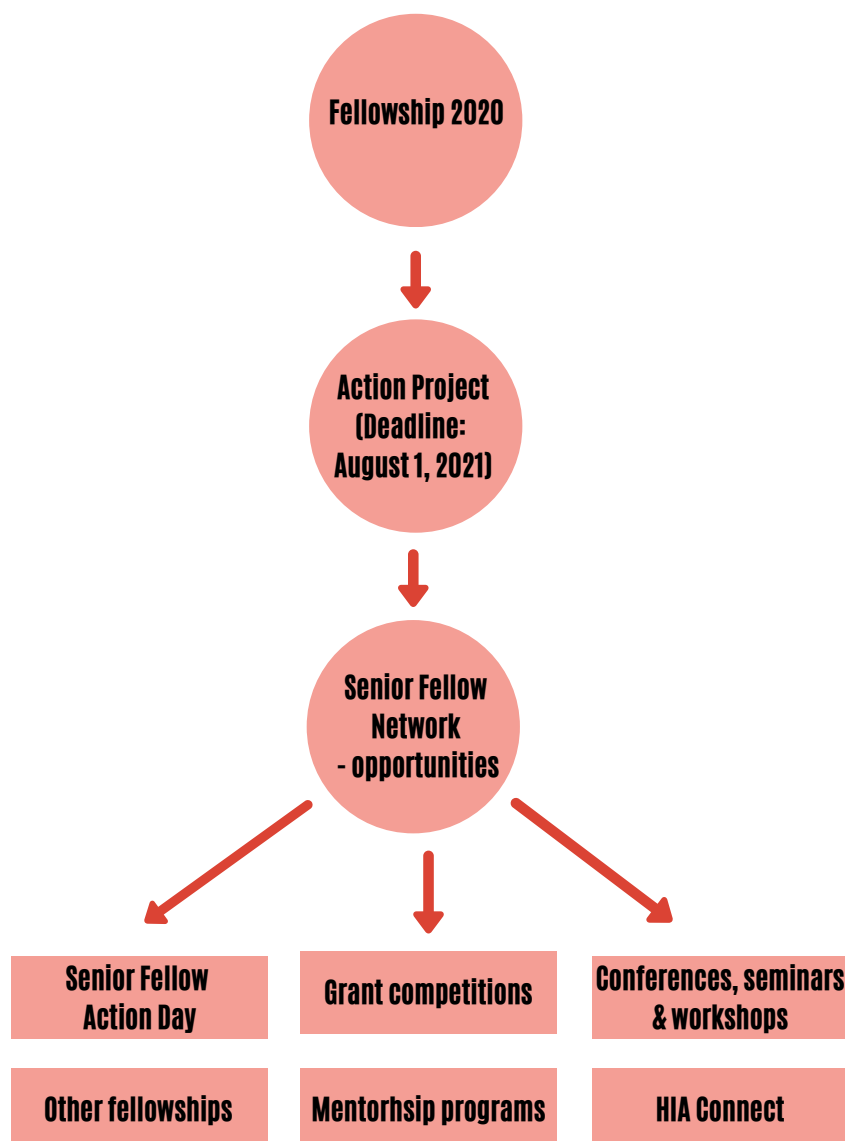 Fellowship 2020
Action Project
(Deadline:
August 1, 2021)
Senior Fellow
Network
- opportunities
Senior Fellow
Action Day
Grant competitions
Conferences, seminars
& workshops
Other fellowships
Mentorhsip programs
HIA Connect